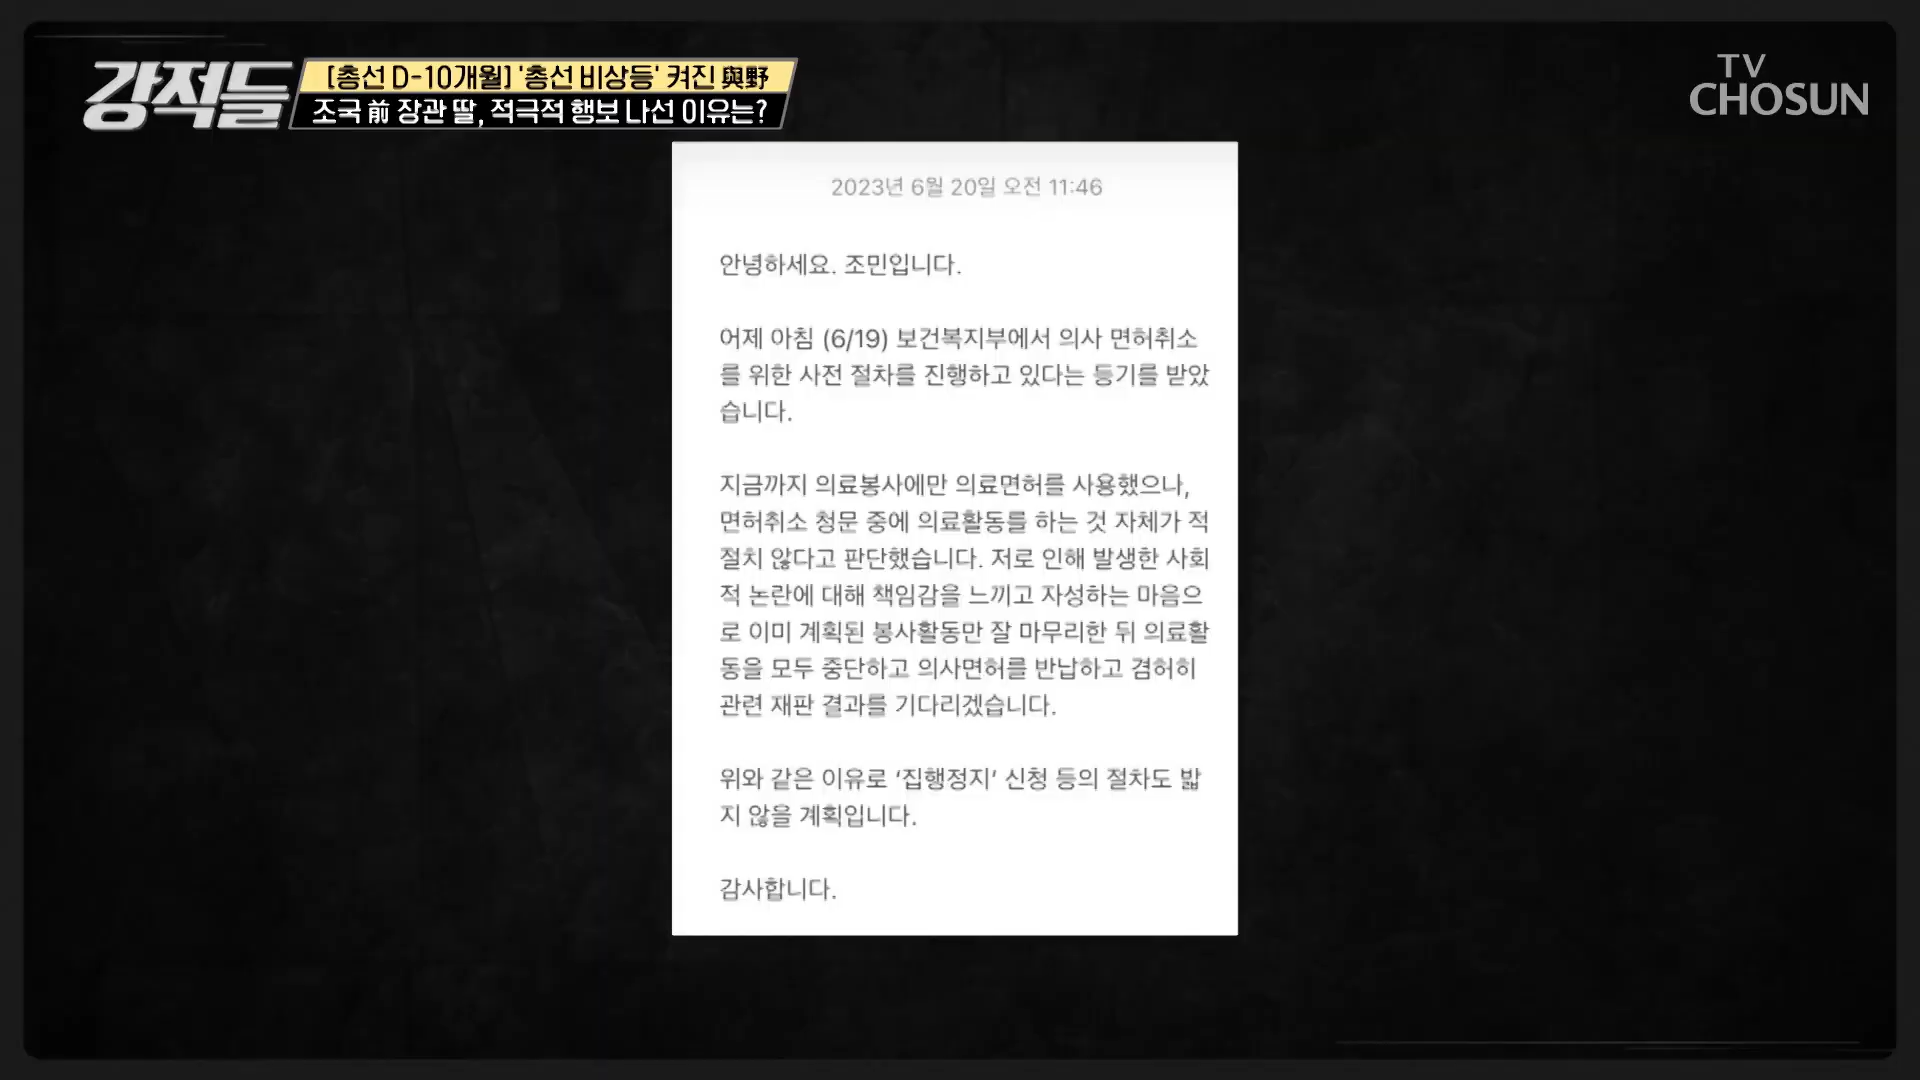 강적들
[총선 D-10개월] '총선 비상등' 켜진 與野
조국 前 장관 딸, 적극적 행보 나선 이유는?
TV
CHOSUN
2023년 6월 20일 오전 11:46
안녕하세요. 조민입니다.
어제 아침 (6/19) 보건복지부에서 의사 면허취소
를 위한 사전 절차를 진행하고 있다는 등기를 받았
습니다.
지금까지 의료봉사에만 의료면허를 사용했으나,
면허취소 청문 중에 의료활동를 하는 것 자체가 적
절치 않다고 판단했습니다. 저로 인해 발생한 사회
적 논란에 대해 책임감을 느끼고 자성하는 마음으
로 이미 계획된 봉사활동만 잘 마무리한 뒤 의료활
동을 모두 중단하고 의사면허를 반납하고 겸허히
관련 재판 결과를 기다리겠습니다.
위와 같은 이유로 ‘집행정지’ 신청 등의 절차도 밟
지 않을 계획입니다.
감사합니다.